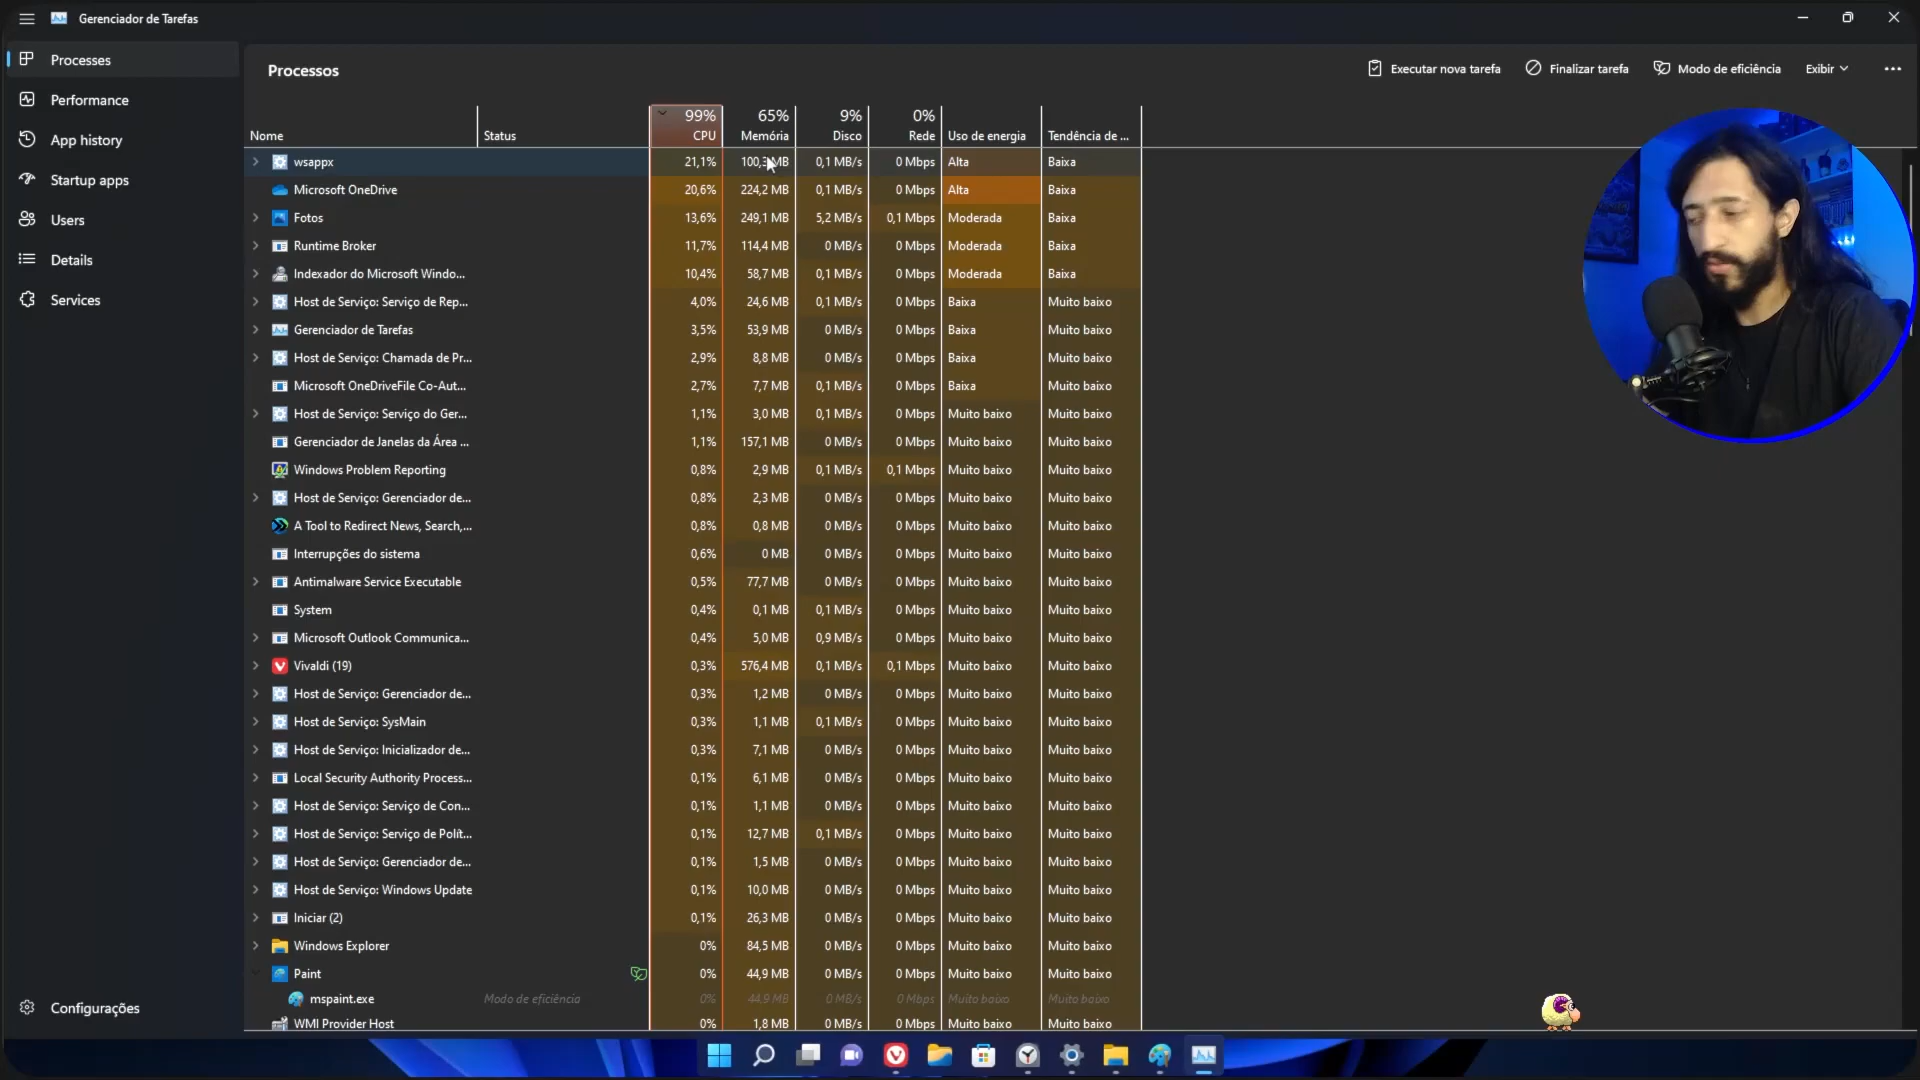 Gerenciador de Tarefas
Processes
Performance
App history
Startup apps
Users
Details
Services
Configurações
Processos
Executar nova tarefa
Finalizar tarefa
Modo de eficiência
Exibir
99% 65% 9% 0%
Nome Status CPU Memória Disco Rede Uso de energia Tendência de ...
wsappx 21,1% 100,3 MB 0,1 MB/s 0 Mbps Alta Baixa
Microsoft OneDrive 20,6% 224,2 MB 0,1 MB/s 0 Mbps Alta Baixa
Fotos 13,6% 249,1 MB 5,2 MB/s 0,1 Mbps Moderada Baixa
Runtime Broker 11,7% 114,4 MB 0 MB/s 0 Mbps Moderada Baixa
Indexador do Microsoft Windo... 10,4% 58,7 MB 0,1 MB/s 0 Mbps Moderada Baixa
Host de Serviço: Serviço de Rep... 4,0% 24,6 MB 0,1 MB/s 0 Mbps Baixa Muito baixo
Gerenciador de Tarefas 3,5% 53,9 MB 0 MB/s 0 Mbps Baixa Muito baixo
Host de Serviço: Chamada de Pr... 2,9% 8,8 MB 0 MB/s 0 Mbps Baixa Muito baixo
Microsoft OneDriveFile Co-Aut... 2,7% 7,7 MB 0,1 MB/s 0 Mbps Baixa Muito baixo
Host de Serviço: Serviço do Ger... 1,1% 3,0 MB 0,1 MB/s 0 Mbps Muito baixo Muito baixo
Gerenciador de Janelas da Área ... 1,1% 157,1 MB 0 MB/s 0 Mbps Muito baixo Muito baixo
Windows Problem Reporting 0,8% 2,9 MB 0,1 MB/s 0,1 Mbps Muito baixo Muito baixo
Host de Serviço: Gerenciador de... 0,8% 2,3 MB 0 MB/s 0 Mbps Muito baixo Muito baixo
A Tool to Redirect News, Search,... 0,8% 0,8 MB 0 MB/s 0 Mbps Muito baixo Muito baixo
Interrupções do sistema 0,6% 0 MB 0 MB/s 0 Mbps Muito baixo Muito baixo
Antimalware Service Executable 0,5% 77,7 MB 0 MB/s 0 Mbps Muito baixo Muito baixo
System 0,4% 0,1 MB 0,1 MB/s 0 Mbps Muito baixo Muito baixo
Microsoft Outlook Communica... 0,4% 5,0 MB 0,9 MB/s 0 Mbps Muito baixo Muito baixo
Vivaldi (19) 0,3% 576,4 MB 0,1 MB/s 0,1 Mbps Muito baixo Muito baixo
Host de Serviço: Gerenciador de... 0,3% 1,2 MB 0 MB/s 0 Mbps Muito baixo Muito baixo
Host de Serviço: SysMain 0,3% 1,1 MB 0,1 MB/s 0 Mbps Muito baixo Muito baixo
Host de Serviço: Inicializador de... 0,3% 7,1 MB 0 MB/s 0 Mbps Muito baixo Muito baixo
Local Security Authority Process... 0,1% 6,1 MB 0 MB/s 0 Mbps Muito baixo Muito baixo
Host de Serviço: Serviço de Con... 0,1% 1,1 MB 0 MB/s 0 Mbps Muito baixo Muito baixo
Host de Serviço: Serviço de Polít... 0,1% 12,7 MB 0,1 MB/s 0 Mbps Muito baixo Muito baixo
Host de Serviço: Gerenciador de... 0,1% 1,5 MB 0 MB/s 0 Mbps Muito baixo Muito baixo
Host de Serviço: Windows Update 0,1% 10,0 MB 0 MB/s 0 Mbps Muito baixo Muito baixo
Iniciar (2) 0,1% 26,3 MB 0 MB/s 0 Mbps Muito baixo Muito baixo
Windows Explorer 0% 84,5 MB 0 MB/s 0 Mbps Muito baixo Muito baixo
Paint 0% 44,9 MB 0 MB/s 0 Mbps Muito baixo Muito baixo
mspaint.exe Modo de eficiência 0% 44,9 MB 0 MB/s 0 Mbps Muito baixo Muito baixo
WMI Provider Host 0% 1,8 MB 0 MB/s 0 Mbps Muito baixo Muito baixo